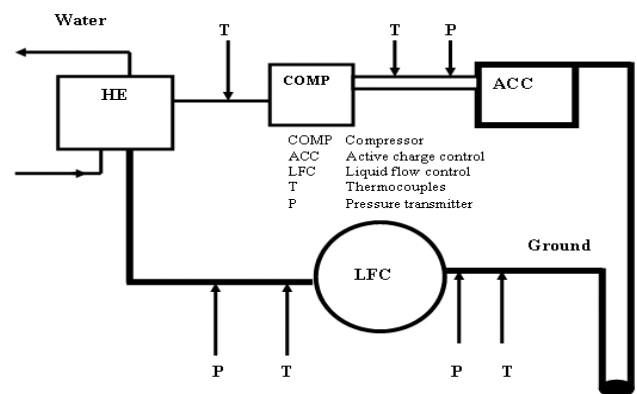 Water
T
T
P
HE
COMP
ACC
COMP Compressor
ACC Active charge control
LFC Liquid flow control
T Thermocouples
P Pressure transmitter
Ground
LFC
P
T
P
T